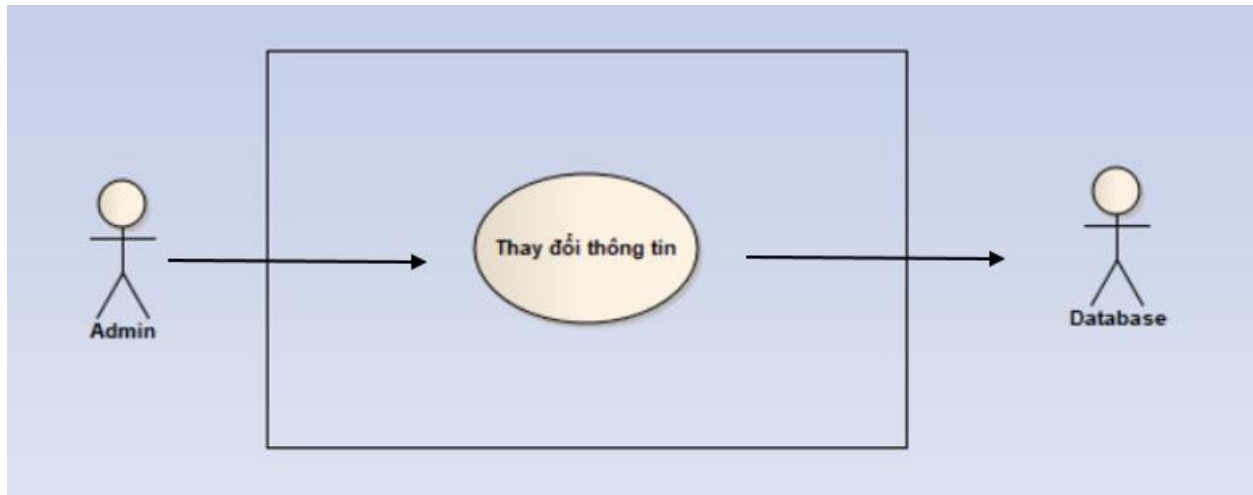 Thay đổi thông tin
Admin
Database